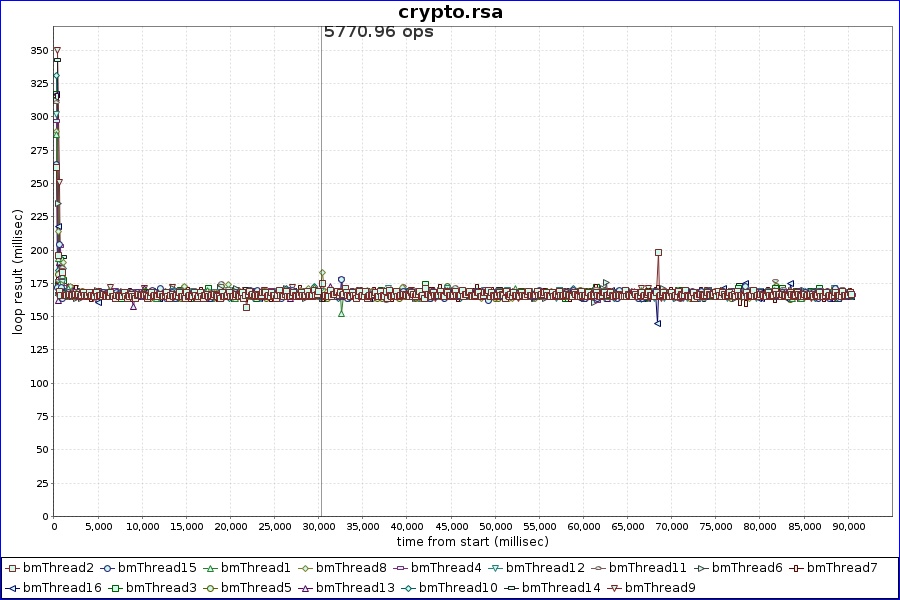 crypto.rsa
5770.96 ops
350
325
300
275
250
225
200
175
150
125
100
75
50
25
0
loop result (millisec)
0 5,000 10,000 15,000 20,000 25,000 30,000 35,000 40,000 45,000 50,000 55,000 60,000 65,000 70,000 75,000 80,000 85,000 90,000
time from start (millisec)
bmThread2 bmThread15 bmThread1 bmThread8 bmThread4 bmThread12 bmThread11 bmThread6 bmThread7
bmThread16 bmThread3 bmThread5 bmThread13 bmThread10 bmThread14 bmThread9